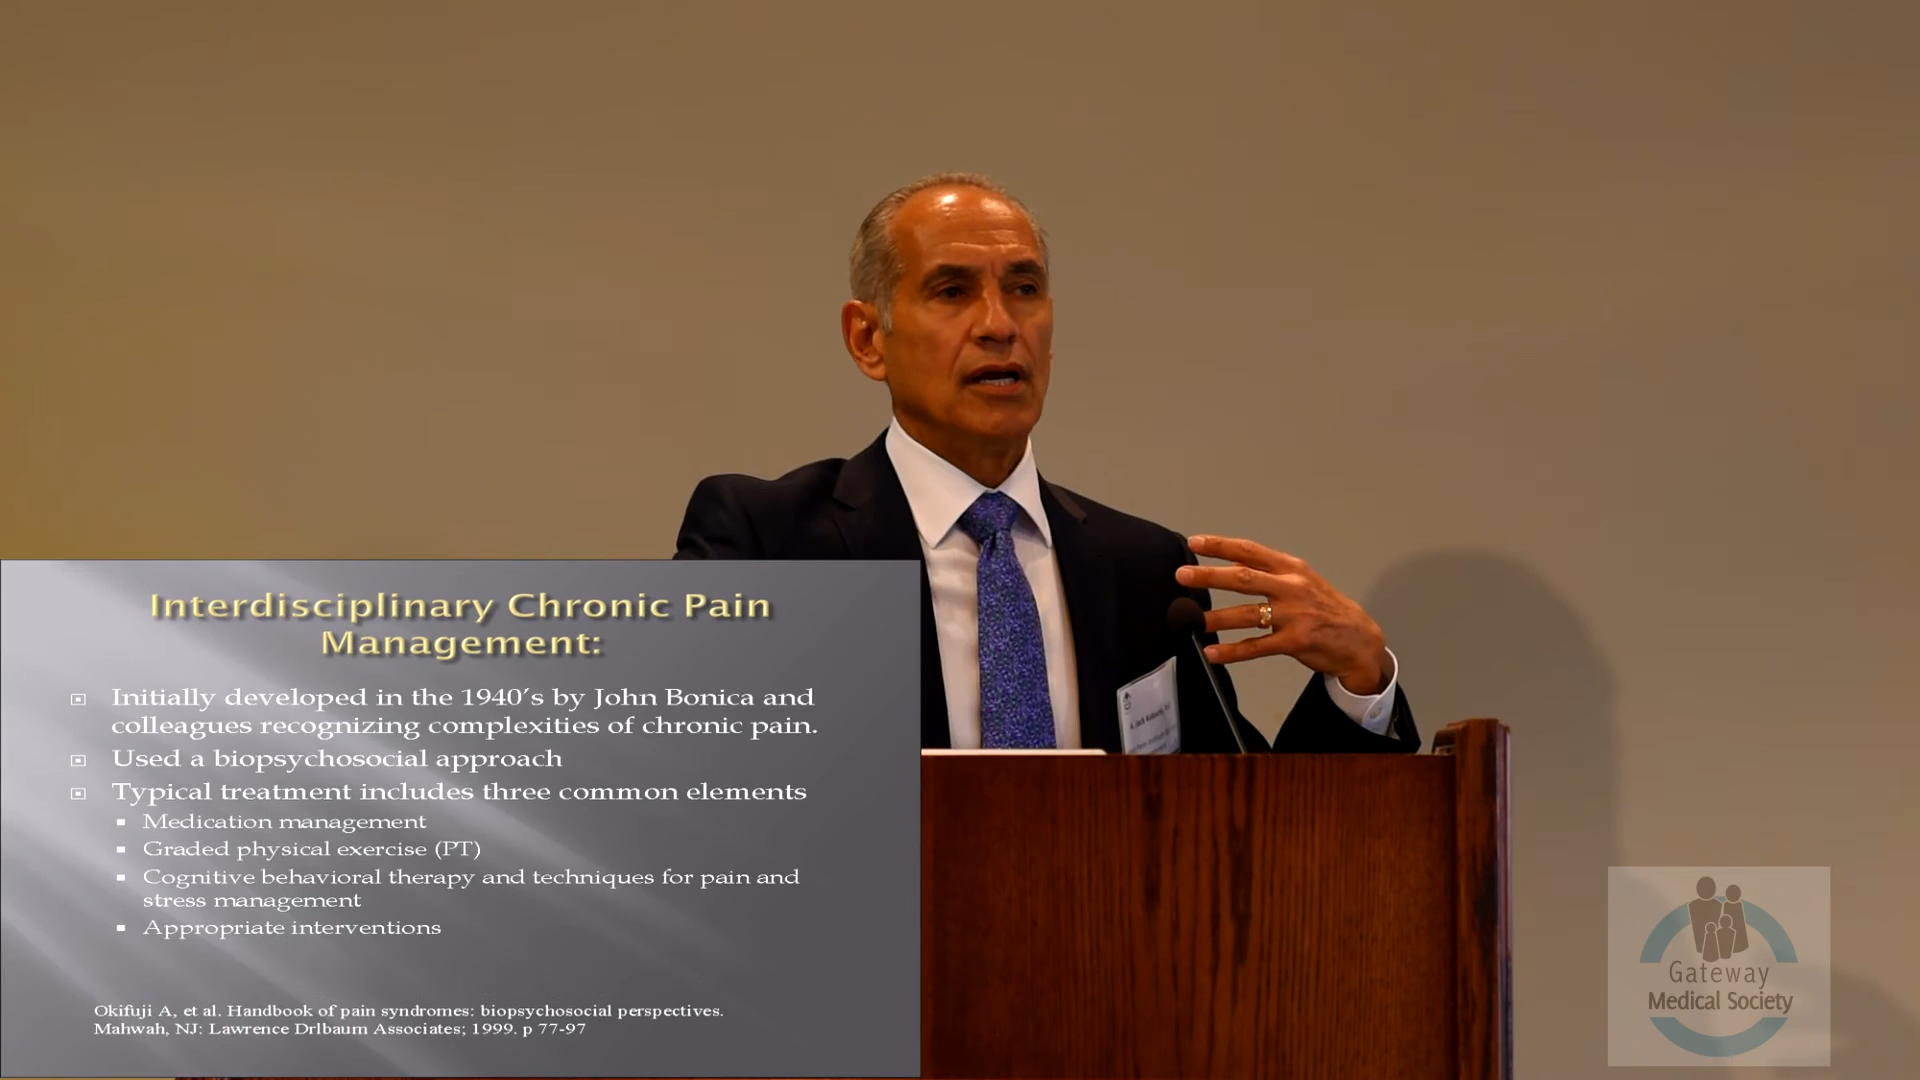 Interdisciplinary Chronic Pain
Management:
Initially developed in the 1940's by John Bonica and
colleagues recognizing complexities of chronic pain.
Used a biopsychosocial approach
Typical treatment includes three common elements
Medication management
Graded physical exercise (PT)
Cognitive behavioral therapy and techniques for pain and
stress management
Appropriate interventions
Okifuji A, et al. Handbook of pain syndromes: biopsychosocial perspectives.
Mahwah, NJ: Lawrence Drlbaum Associates; 1999. p 77-97
Gateway
Medical Society